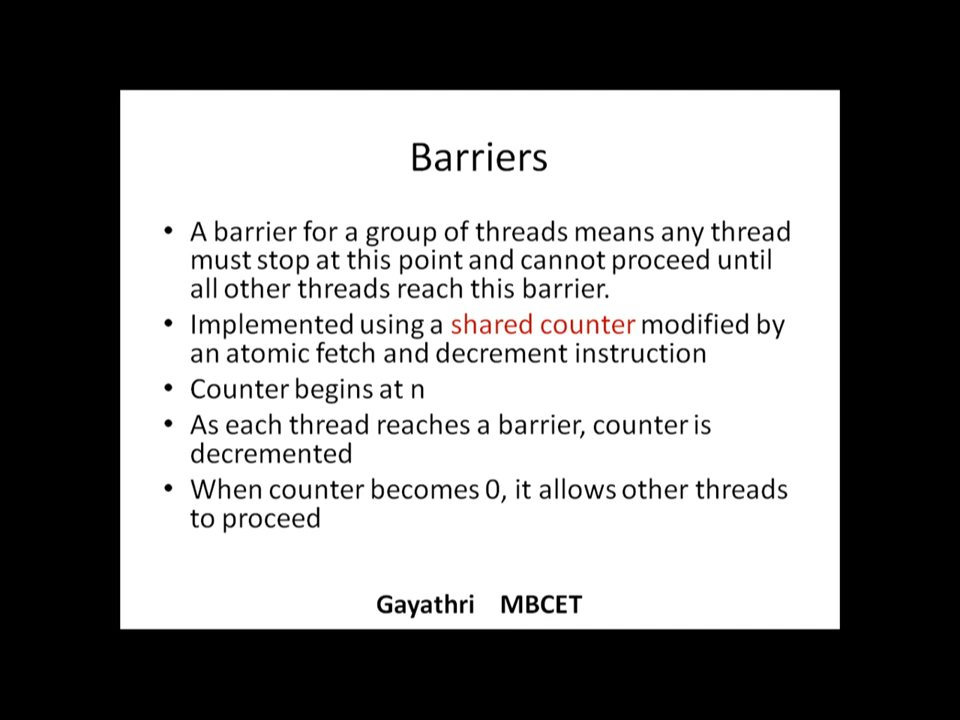 Barriers
• A barrier for a group of threads means any thread
must stop at this point and cannot proceed until
all other threads reach this barrier.
• Implemented using a shared counter modified by
an atomic fetch and decrement instruction
• Counter begins at n
• As each thread reaches a barrier, counter is
decremented
• When counter becomes 0, it allows other threads
to proceed
Gayathri MBCET